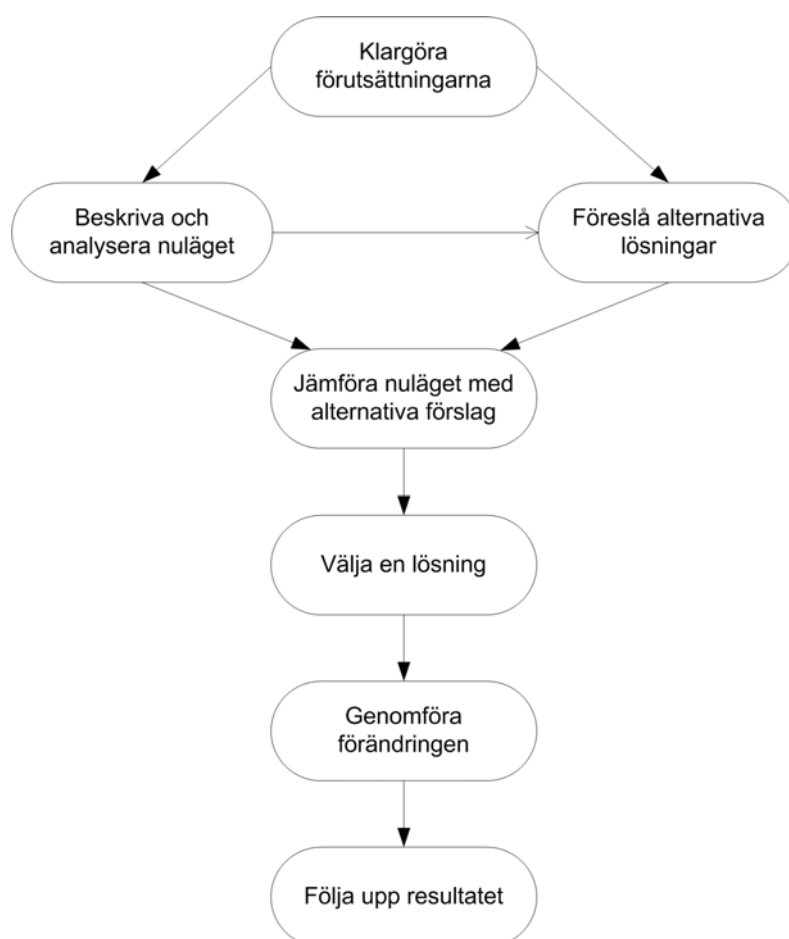 Klargöra
förutsättningarna
Beskriva och
analysera nuläget
Föreslå alternativa
lösningar
Jämföra nuläget med
alternativa förslag
Välja en lösning
Genomföra
förändringen
Följa upp resultatet